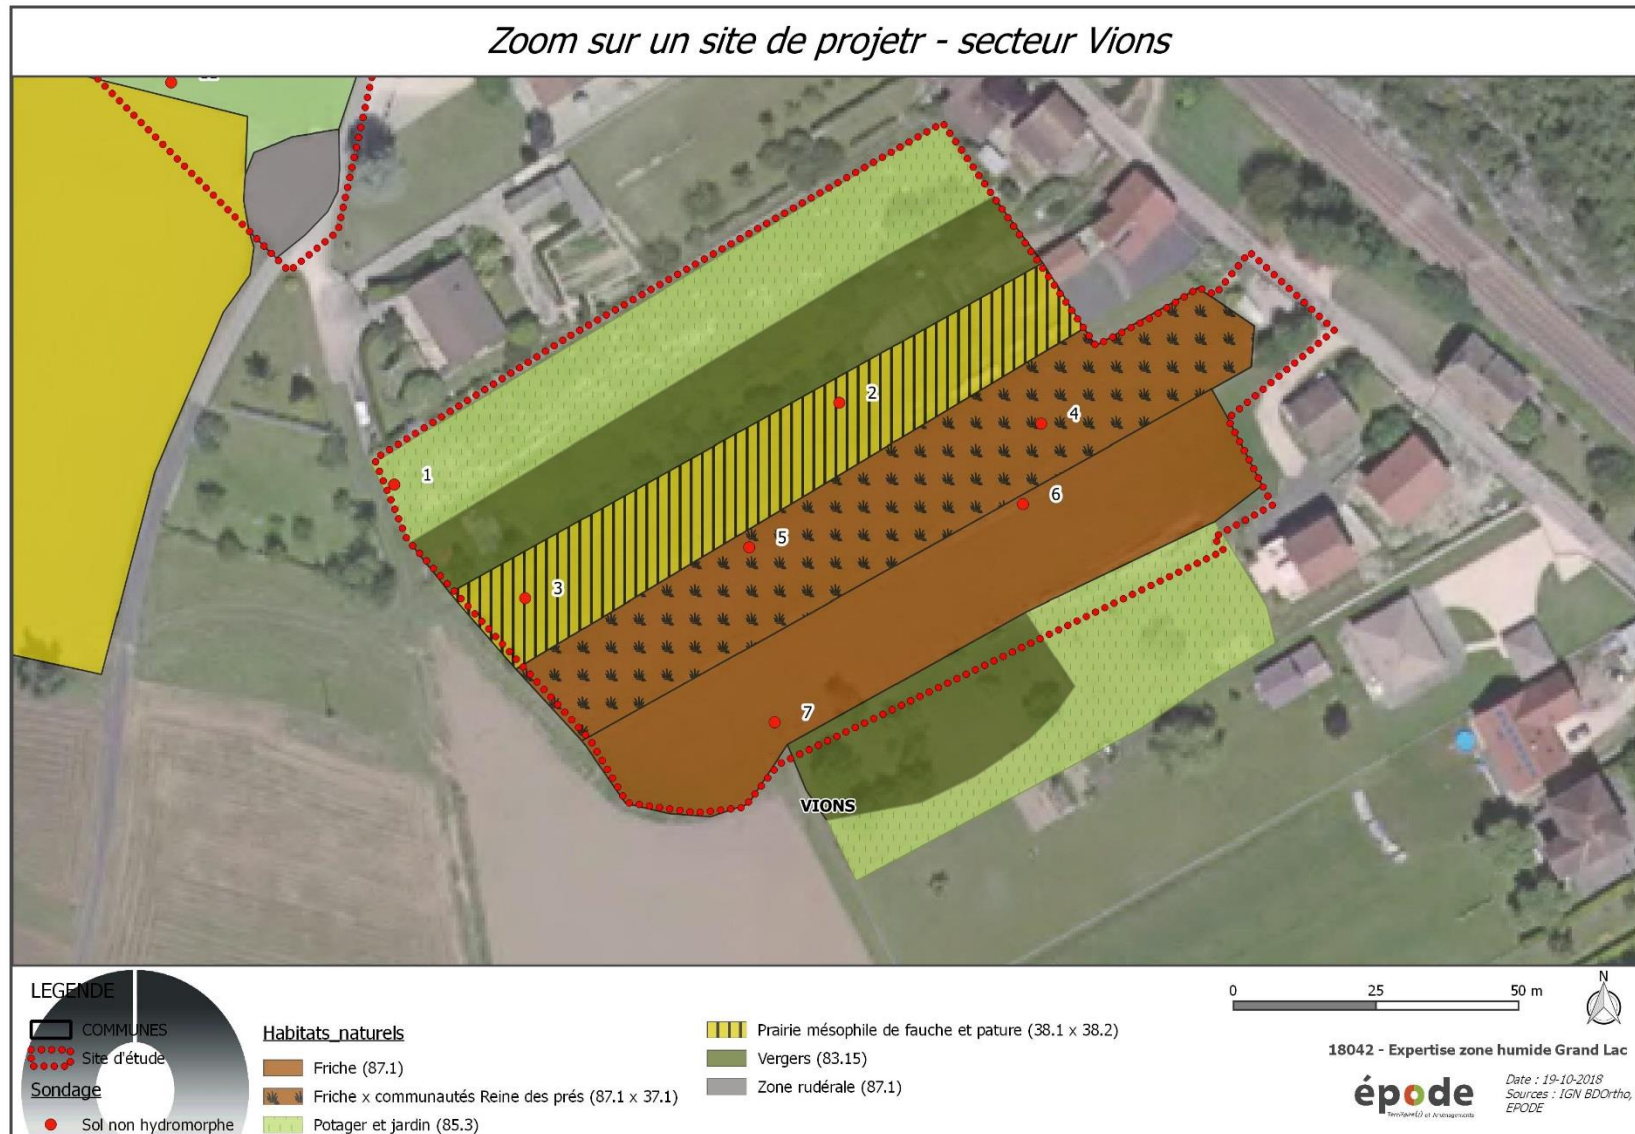 Zoom sur un site de projetr - secteur Vions
1
2
3
4
5
6
7
VIONS
LEGENDE
COMMUNES
Site d'étude
Sondage
Sol non hydromorphe
Habitats_naturels
Friche (87.1)
Friche x communautés Reine des prés (87.1 x 37.1)
Potager et jardin (85.3)
Prairie mésophile de fauche et pature (38.1 x 38.2)
Vergers (83.15)
Zone rudérale (87.1)
0 25 50 m
N
18042 - Expertise zone humide Grand Lac
épode
Territoire(s) et Aménagements
Date : 19-10-2018
Sources : IGN BDOrtho,
EPODE